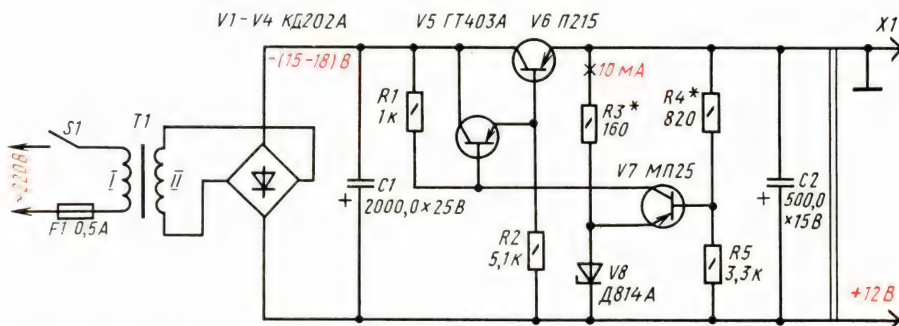 V1-V4 КД202А
V5 ГТ403А
V6 П215
X1
-(15-18) В
×10 мА
S1
T1
R1
1к
R3*
160
R4*
820
~220В
I
II
V7 МП25
C1
2000,0×25В
+
C2
500,0
×15В
+
F1 0,5А
R2
5,1к
V8
Д814А
R5
3,3к
+12 В